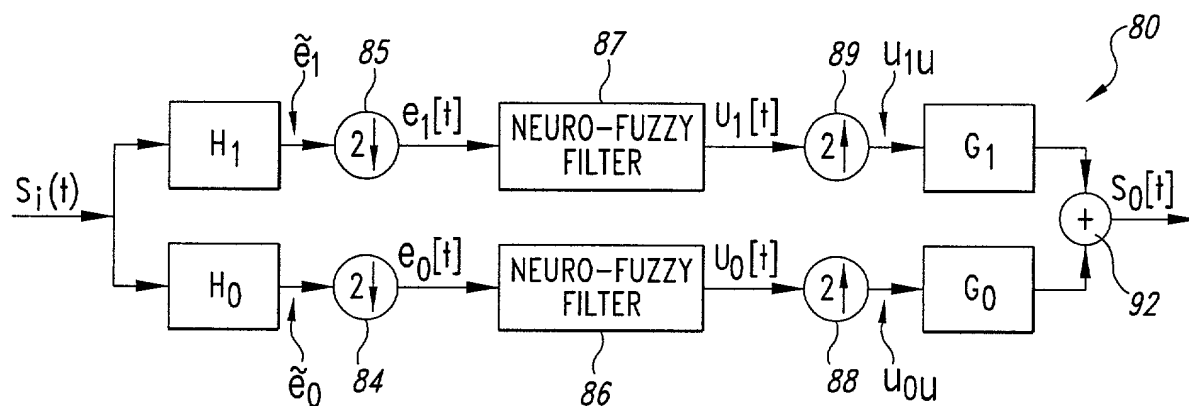 80
85
87
89
ẽ₁
u₁u
H₁
2
e₁[t]
NEURO-FUZZY
FILTER
U₁[t]
2
G₁
Sᵢ(t)
+
S₀[t]
H₀
2
e₀[t]
NEURO-FUZZY
FILTER
U₀[t]
2
G₀
92
ẽ₀
84
86
88
u₀u